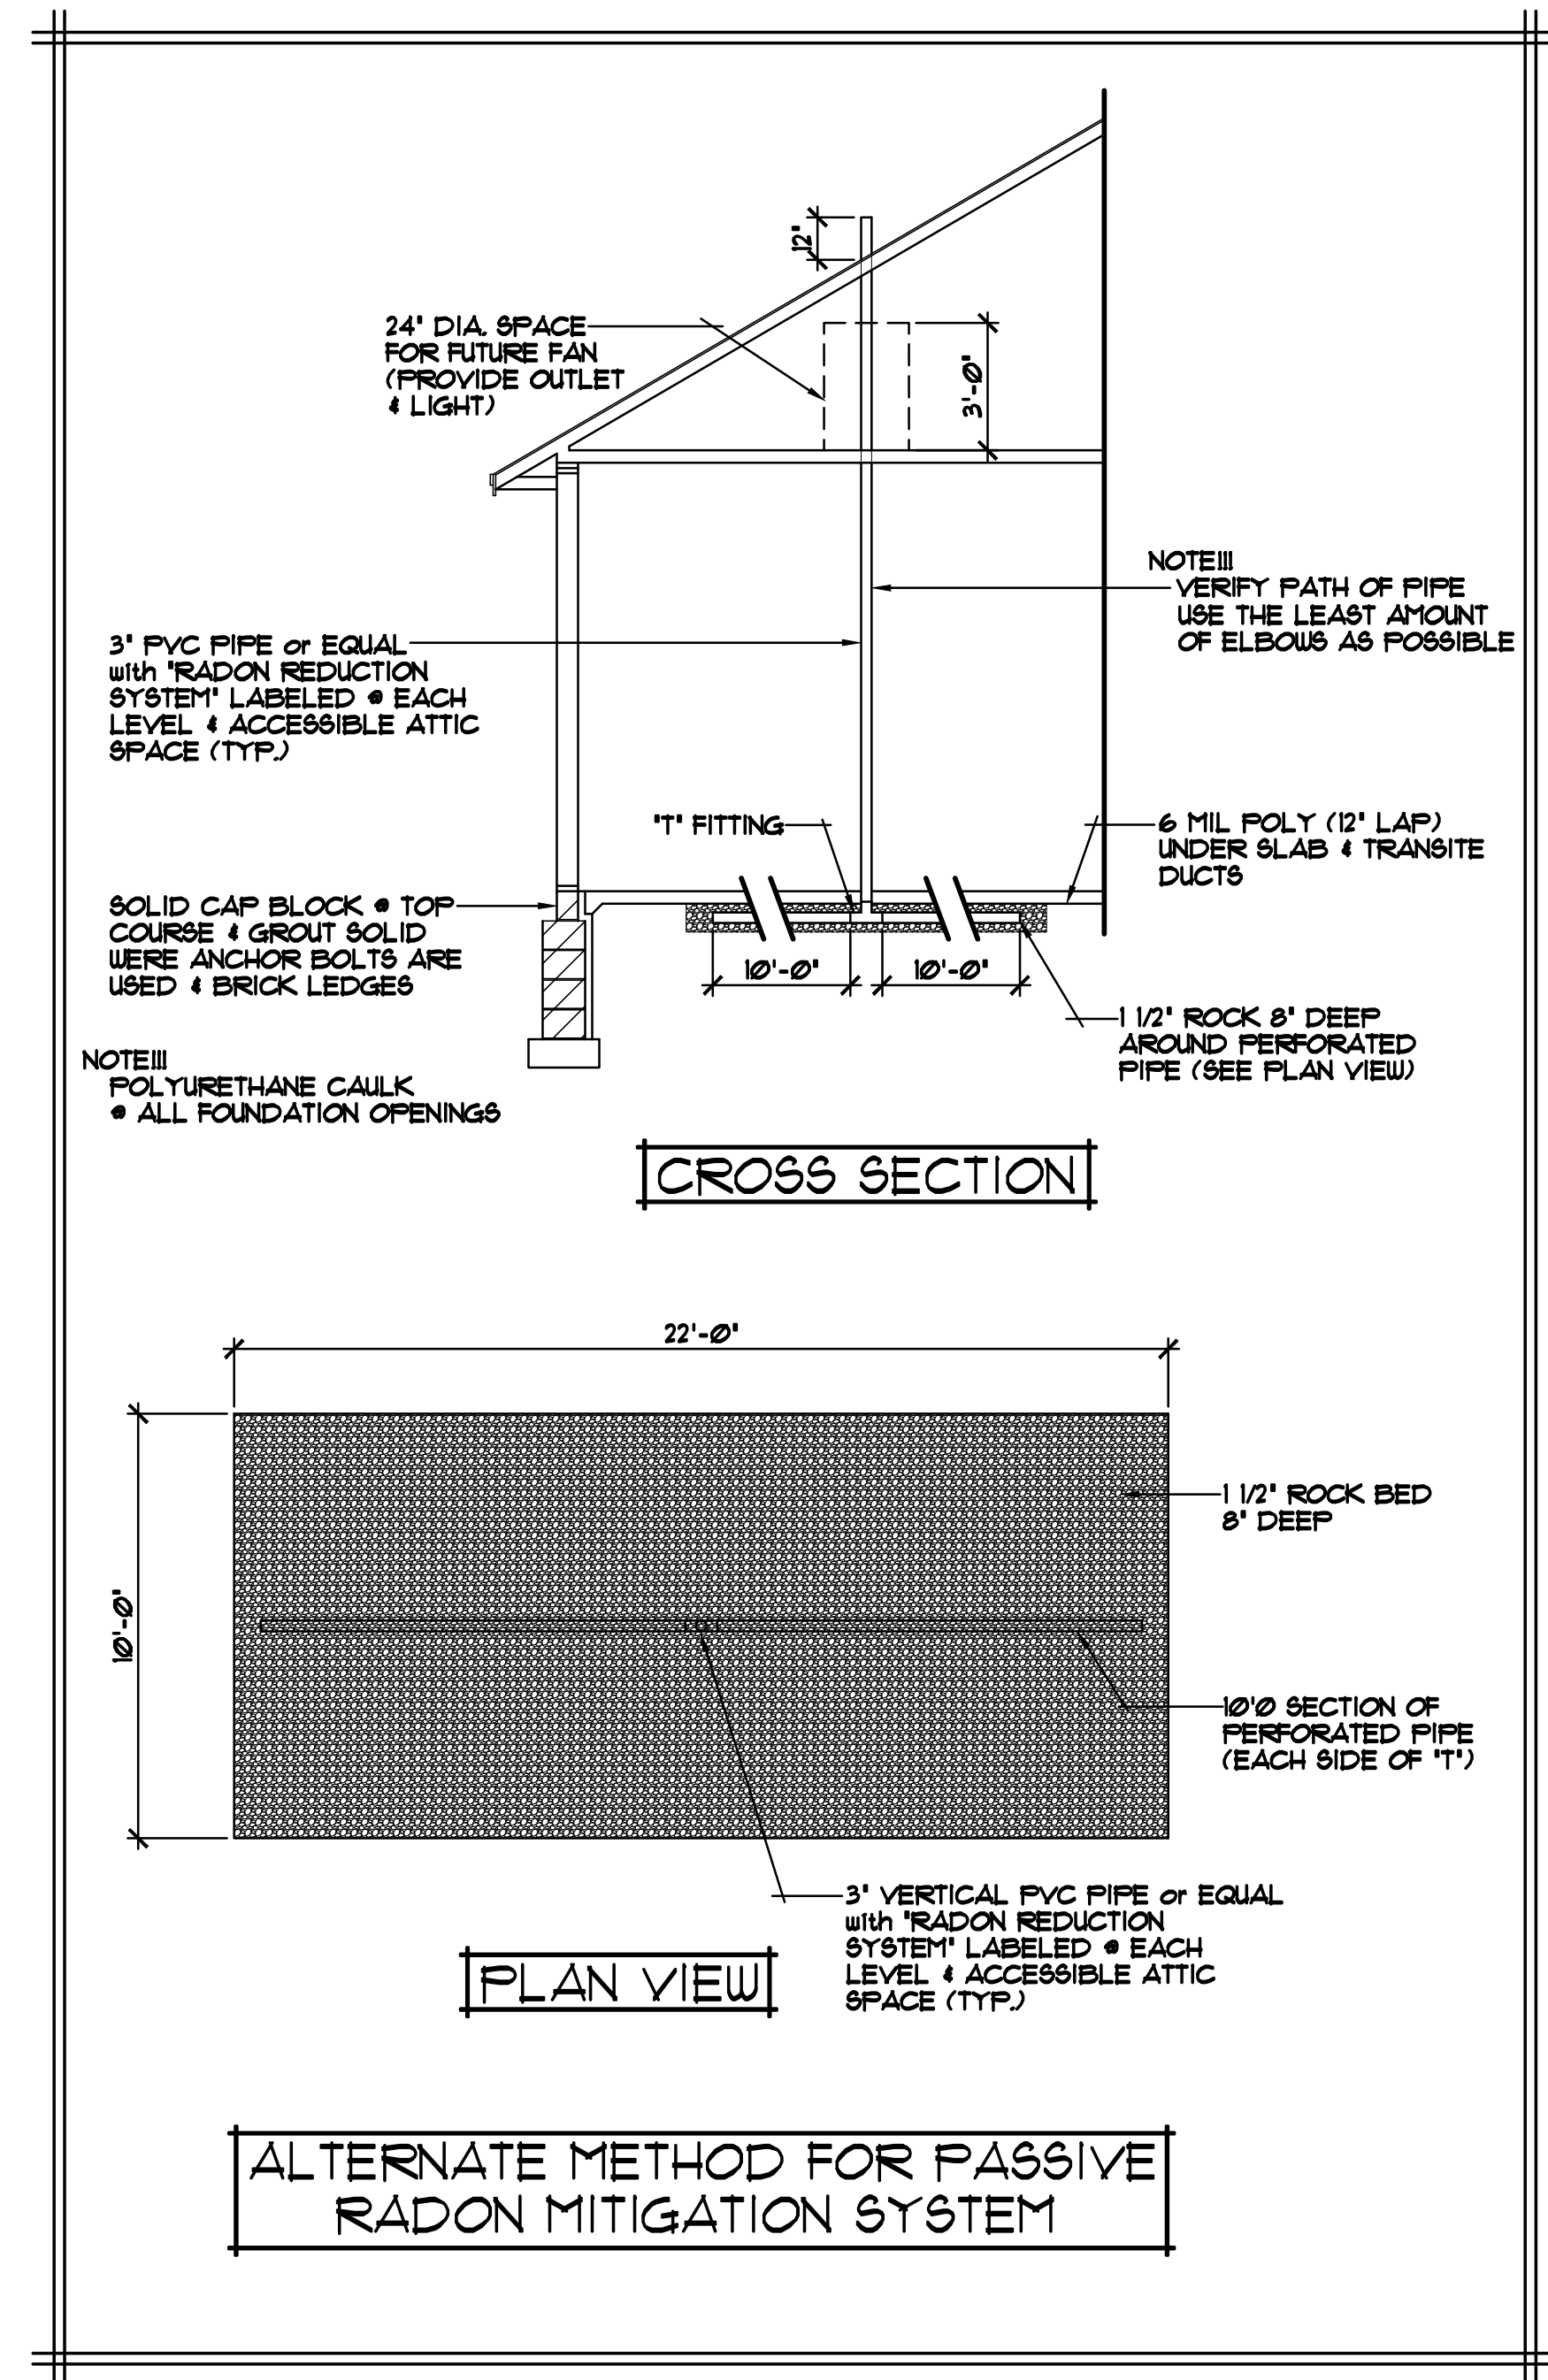 12"
24" DIA. SPACE
FOR FUTURE FAN
(PROVIDE OUTLET
& LIGHT)
3'-0"
NOTE!!!
VERIFY PATH OF PIPE
USE THE LEAST AMOUNT
OF ELBOWS AS POSSIBLE
3" PVC PIPE or EQUAL
with "RADON REDUCTION
SYSTEM" LABELED @ EACH
LEVEL & ACCESSIBLE ATTIC
SPACE (TYP.)
"T" FITTING
6 MIL POLY (12" LAP)
UNDER SLAB & TRANSITE
DUCTS
SOLID CAP BLOCK @ TOP
COURSE & GROUT SOLID
WERE ANCHOR BOLTS ARE
USED & BRICK LEDGES
10'-0"
10'-0"
1 1/2" ROCK 8" DEEP
AROUND PERFORATED
PIPE (SEE PLAN VIEW)
NOTE!!!
POLYURETHANE CAULK
@ ALL FOUNDATION OPENINGS
CROSS SECTION
22'-0"
10'-0"
1 1/2" ROCK BED
8" DEEP
10'0 SECTION OF
PERFORATED PIPE
(EACH SIDE OF "T")
3" VERTICAL PVC PIPE or EQUAL
with "RADON REDUCTION
SYSTEM" LABELED @ EACH
LEVEL & ACCESSIBLE ATTIC
SPACE (TYP.)
PLAN VIEW
ALTERNATE METHOD FOR PASSIVE
RADON MITIGATION SYSTEM